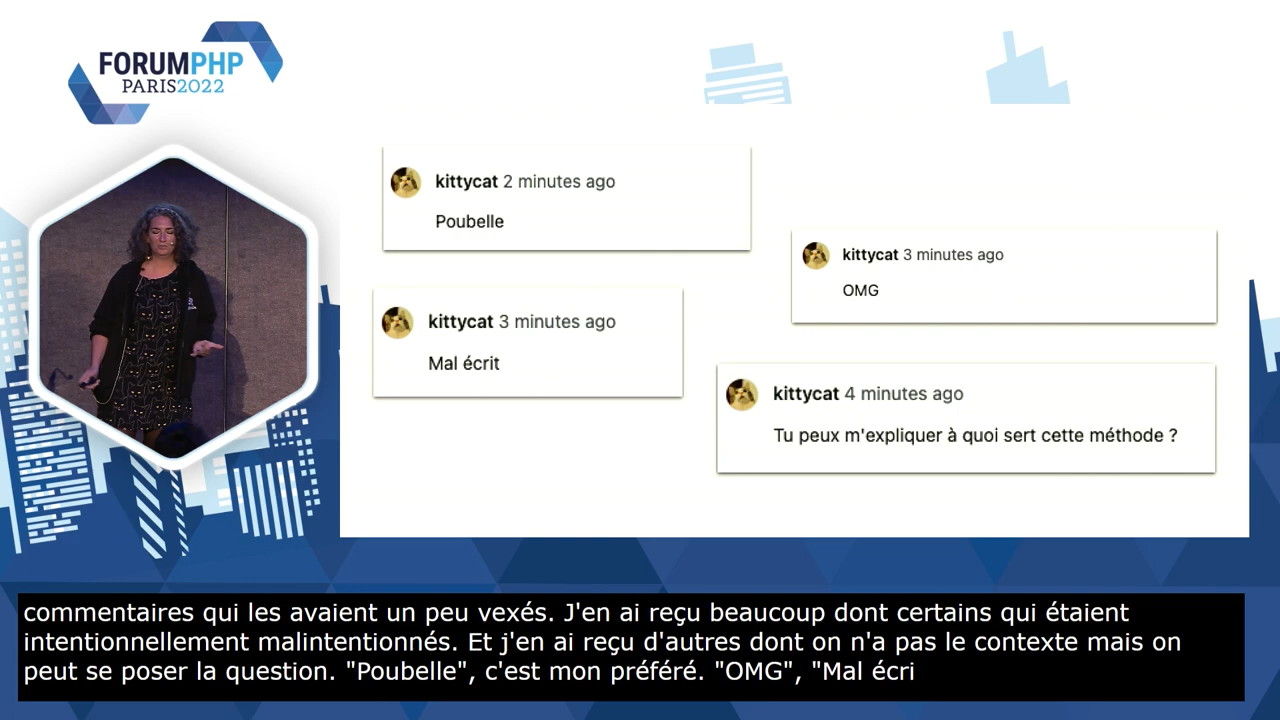 FORUMPHP
PARIS2022
kittycat 2 minutes ago
Poubelle
kittycat 3 minutes ago
OMG
kittycat 3 minutes ago
Mal écrit
kittycat 4 minutes ago
Tu peux m'expliquer à quoi sert cette méthode ?
commentaires qui les avaient un peu vexés. J'en ai reçu beaucoup dont certains qui étaient
intentionnellement malintentionnés. Et j'en ai reçu d'autres dont on n'a pas le contexte mais on
peut se poser la question. "Poubelle", c'est mon préféré. "OMG", "Mal écri